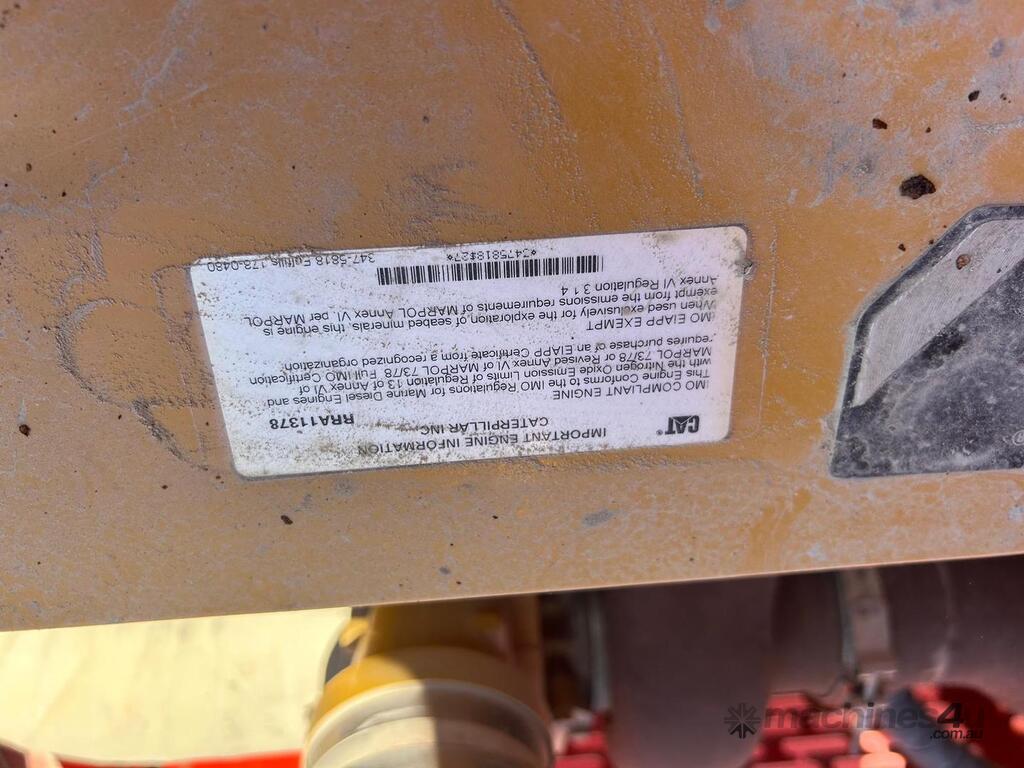 IMPORTANT ENGINE INFORMATION
CATERPILLAR INC
CAT®
RRA11378
IMO COMPLIANT ENGINE
This Engine Conforms to the IMO Regulations for Marine Diesel Engines and
with the Nitrogen Oxide Emission Limits of Regulation 13 of Annex VI of
MARPOL 73/78 or Revised Annex VI of MARPOL 73/78 Full IMO Certification
requires purchase of an EIAPP Certificate from a recognized organization.
IMO EIAPP EXEMPT
When used exclusively for the exploration of seabed minerals, this engine is
exempt from the emissions requirements of MARPOL Annex VI, per MARPOL
Annex VI Regulation 3.1.4
*3475818#27*
347-5818 Fulfills 178-0480
machines4u
.com.au